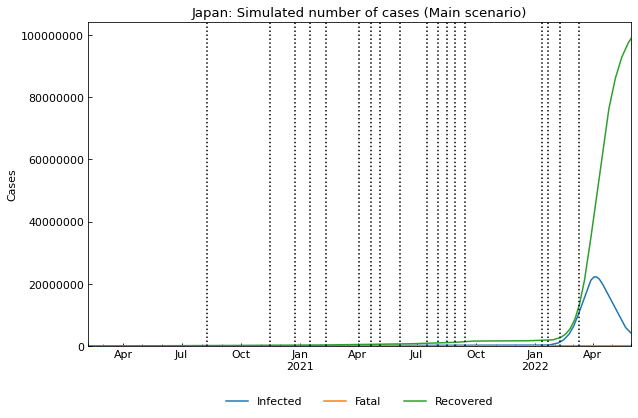 Japan: Simulated number of cases (Main scenario)
100000000
80000000
60000000
40000000
20000000
0
Cases
Apr Jul Oct Jan Apr Jul Oct Jan Apr
2021 2022
Infected Fatal Recovered